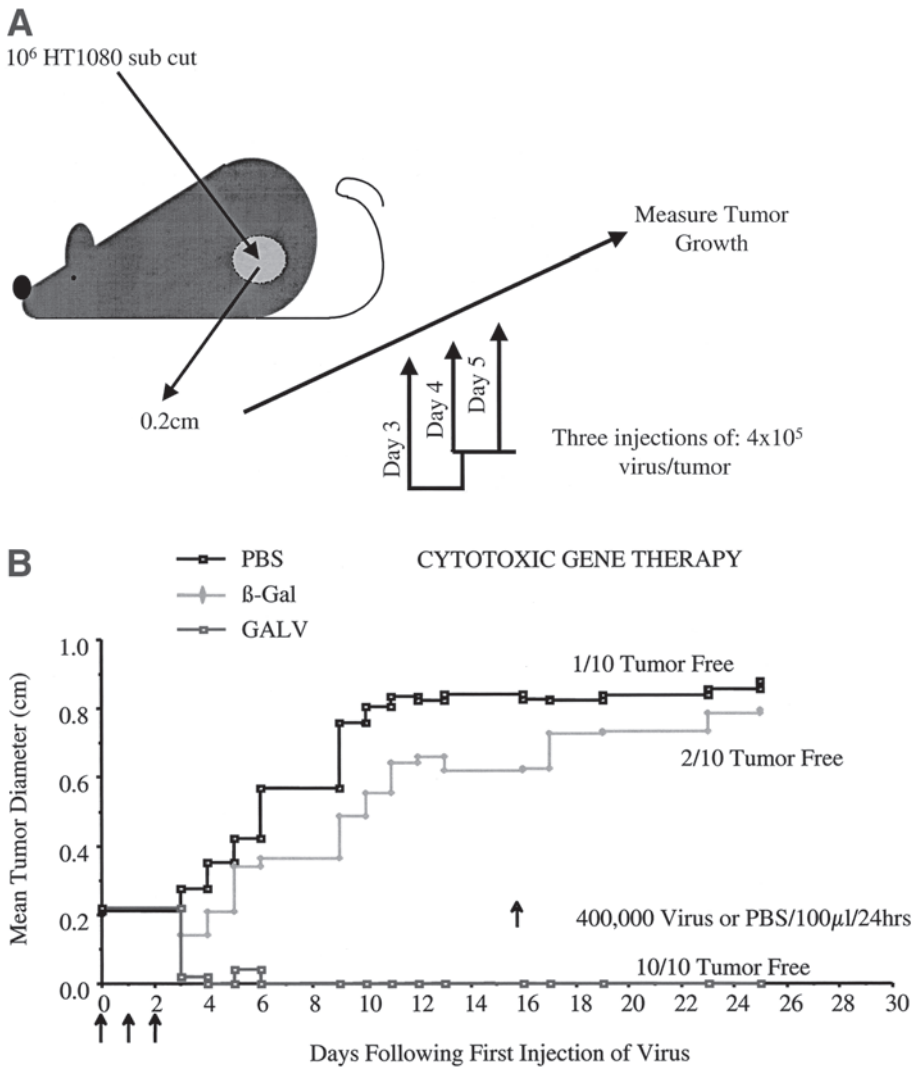 A
10⁶ HT1080 sub cut
Measure Tumor
Growth
0.2cm
Day 3
Day 4
Day 5
Three injections of: 4x10⁵
virus/tumor
B
PBS
ß-Gal
GALV
CYTOTOXIC GENE THERAPY
Mean Tumor Diameter (cm)
1.0
0.8
0.6
0.4
0.2
0.0
1/10 Tumor Free
2/10 Tumor Free
400,000 Virus or PBS/100µl/24hrs
10/10 Tumor Free
0 2 4 6 8 10 12 14 16 18 20 22 24 26 28 30
Days Following First Injection of Virus